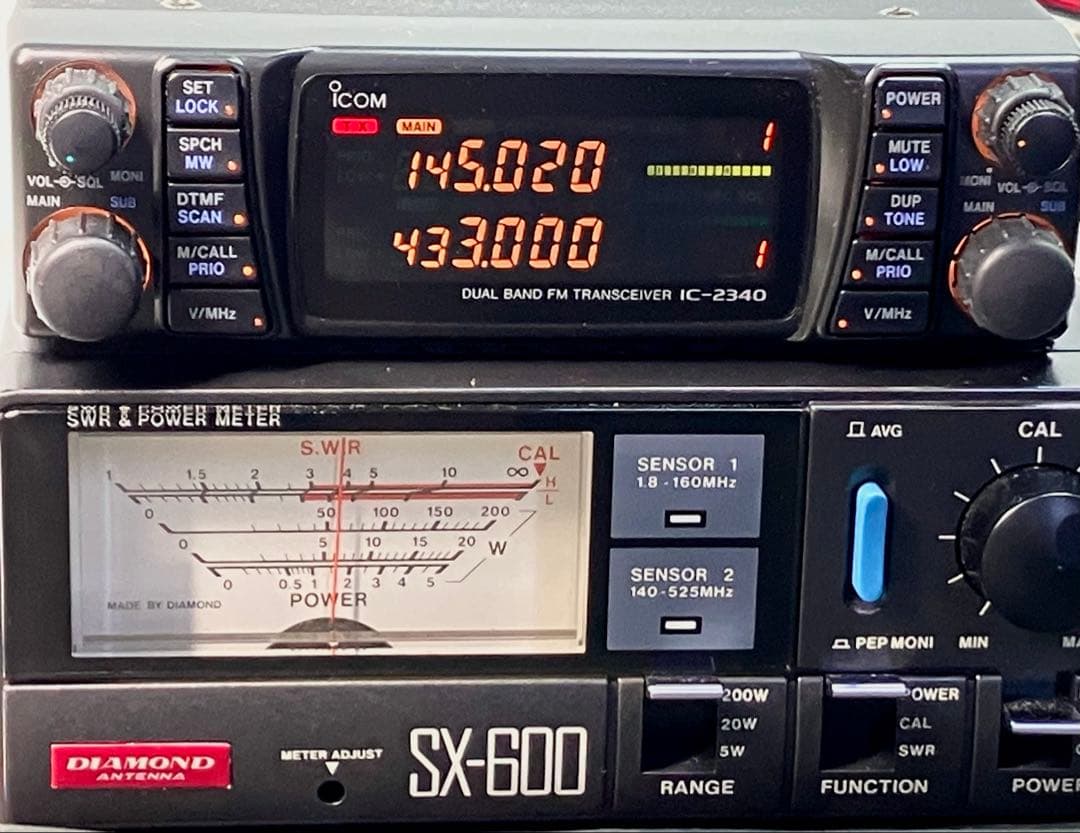 SET
LOCK
SPCH
MW
DTMF
SCAN
M/CALL
PRIO
V/MHz
VOL SQL MONI
MAIN SUB
ICOM
TX MAIN
145.020 1
433.000 1
DUAL BAND FM TRANSCEIVER IC-2340
POWER
MUTE
LOW
DUP
TONE
M/CALL
PRIO
V/MHz
MONI VOL SQL
MAIN SUB
SWR & POWER METER
S.W.R CAL
1 1.5 2 3 4 5 10 ∞
H
L
0 50 100 150 200
0 5 10 15 20
W
0 0.5 1 2 3 4 5
MADE BY DIAMOND
POWER
SENSOR 1
1.8-160MHz
SENSOR 2
140-525MHz
AVG
PEP MONI
CAL
MIN
DIAMOND
ANTENNA
METER ADJUST
SX-600
200W
20W
5W
RANGE
POWER
CAL
SWR
FUNCTION
POWER